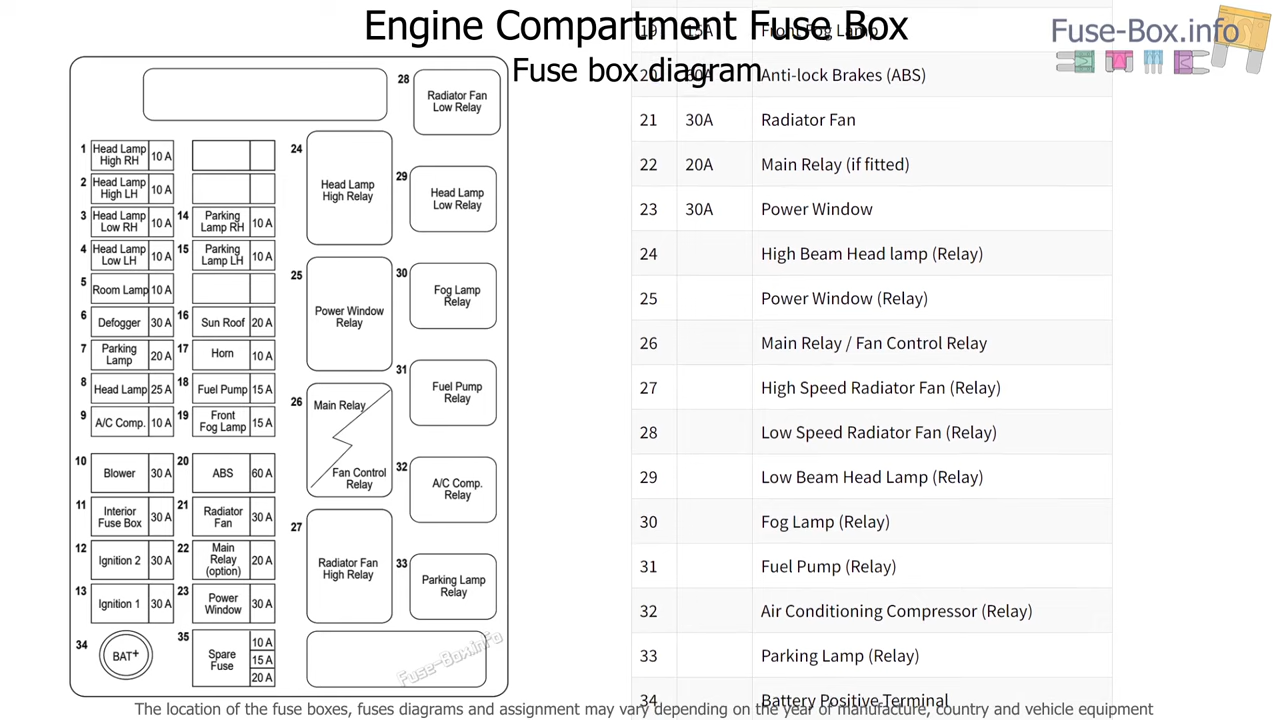 Engine Compartment Fuse Box
Fuse box diagram
Fuse-Box.info
28
Radiator Fan
Low Relay
1
Head Lamp
High RH
10 A
2
Head Lamp
High LH
10 A
3
Head Lamp
Low RH
10 A
14
Parking
Lamp RH
10 A
4
Head Lamp
Low LH
10 A
15
Parking
Lamp LH
10 A
5
Room Lamp
10 A
6
Defogger
30 A
16
Sun Roof
20 A
7
Parking
Lamp
20 A
17
Horn
10 A
8
Head Lamp
25 A
18
Fuel Pump
15 A
9
A/C Comp.
10 A
19
Front
Fog Lamp
15 A
10
Blower
30 A
20
ABS
60 A
11
Interior
Fuse Box
30 A
21
Radiator
Fan
30 A
12
Ignition 2
30 A
22
Main
Relay
(option)
20 A
13
Ignition 1
30 A
23
Power
Window
30 A
34
BAT+
35
Spare
Fuse
10 A
15 A
20 A
24
Head Lamp
High Relay
25
Power Window
Relay
26
Main Relay
Fan Control
Relay
27
Radiator Fan
High Relay
29
Head Lamp
Low Relay
30
Fog Lamp
Relay
31
Fuel Pump
Relay
32
A/C Comp.
Relay
33
Parking Lamp
Relay
Fuse-Box.info
19 15A Front Fog Lamp
20 60A Anti-lock Brakes (ABS)
21 30A Radiator Fan
22 20A Main Relay (if fitted)
23 30A Power Window
24 High Beam Head lamp (Relay)
25 Power Window (Relay)
26 Main Relay / Fan Control Relay
27 High Speed Radiator Fan (Relay)
28 Low Speed Radiator Fan (Relay)
29 Low Beam Head Lamp (Relay)
30 Fog Lamp (Relay)
31 Fuel Pump (Relay)
32 Air Conditioning Compressor (Relay)
33 Parking Lamp (Relay)
34 Battery Positive Terminal
The location of the fuse boxes, fuses diagrams and assignment may vary depending on the year of manufacture, country and vehicle equipment